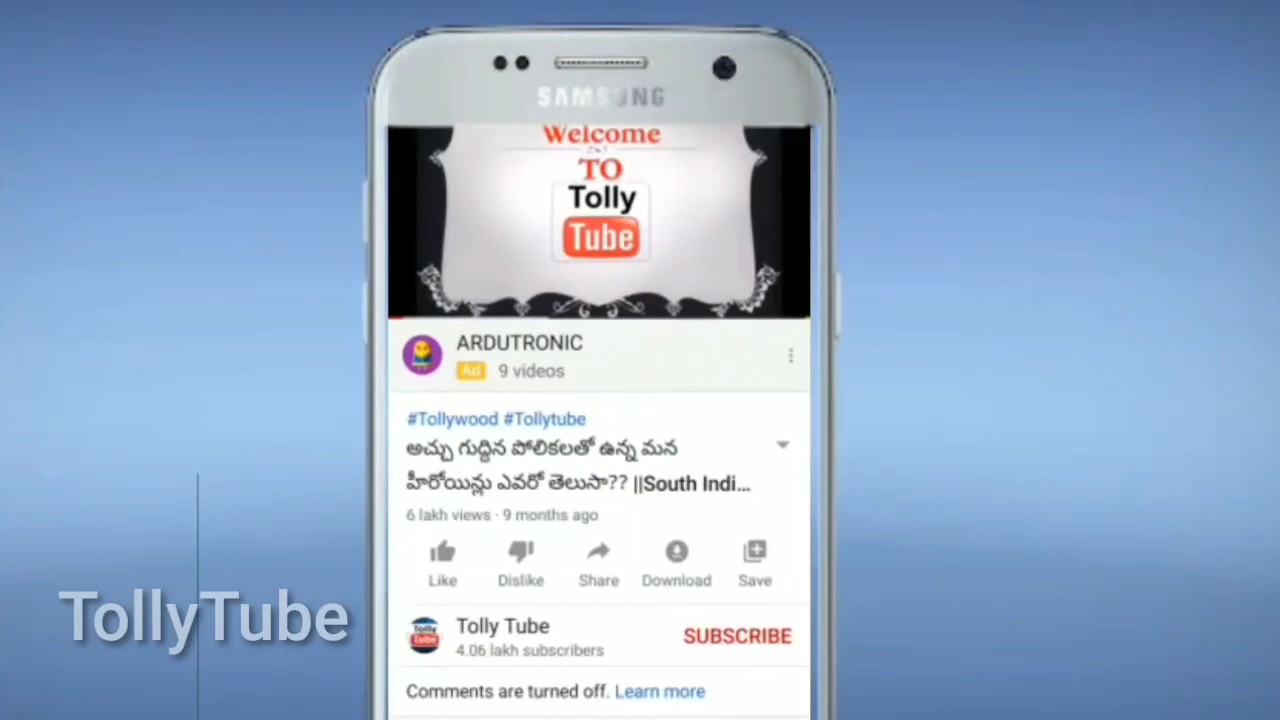 SAMSUNG
Welcome
TO
Tolly
Tube
ARDUTRONIC
Ad 9 videos
#Tollywood #Tollytube
అచ్చు గుద్దిన పోలికలతో ఉన్న మన
హీరోయిన్లు ఎవరో తెలుసా?? ||South Indi...
6 lakh views · 9 months ago
Like Dislike Share Download Save
Tolly Tube
4.06 lakh subscribers
SUBSCRIBE
Comments are turned off. Learn more
TollyTube